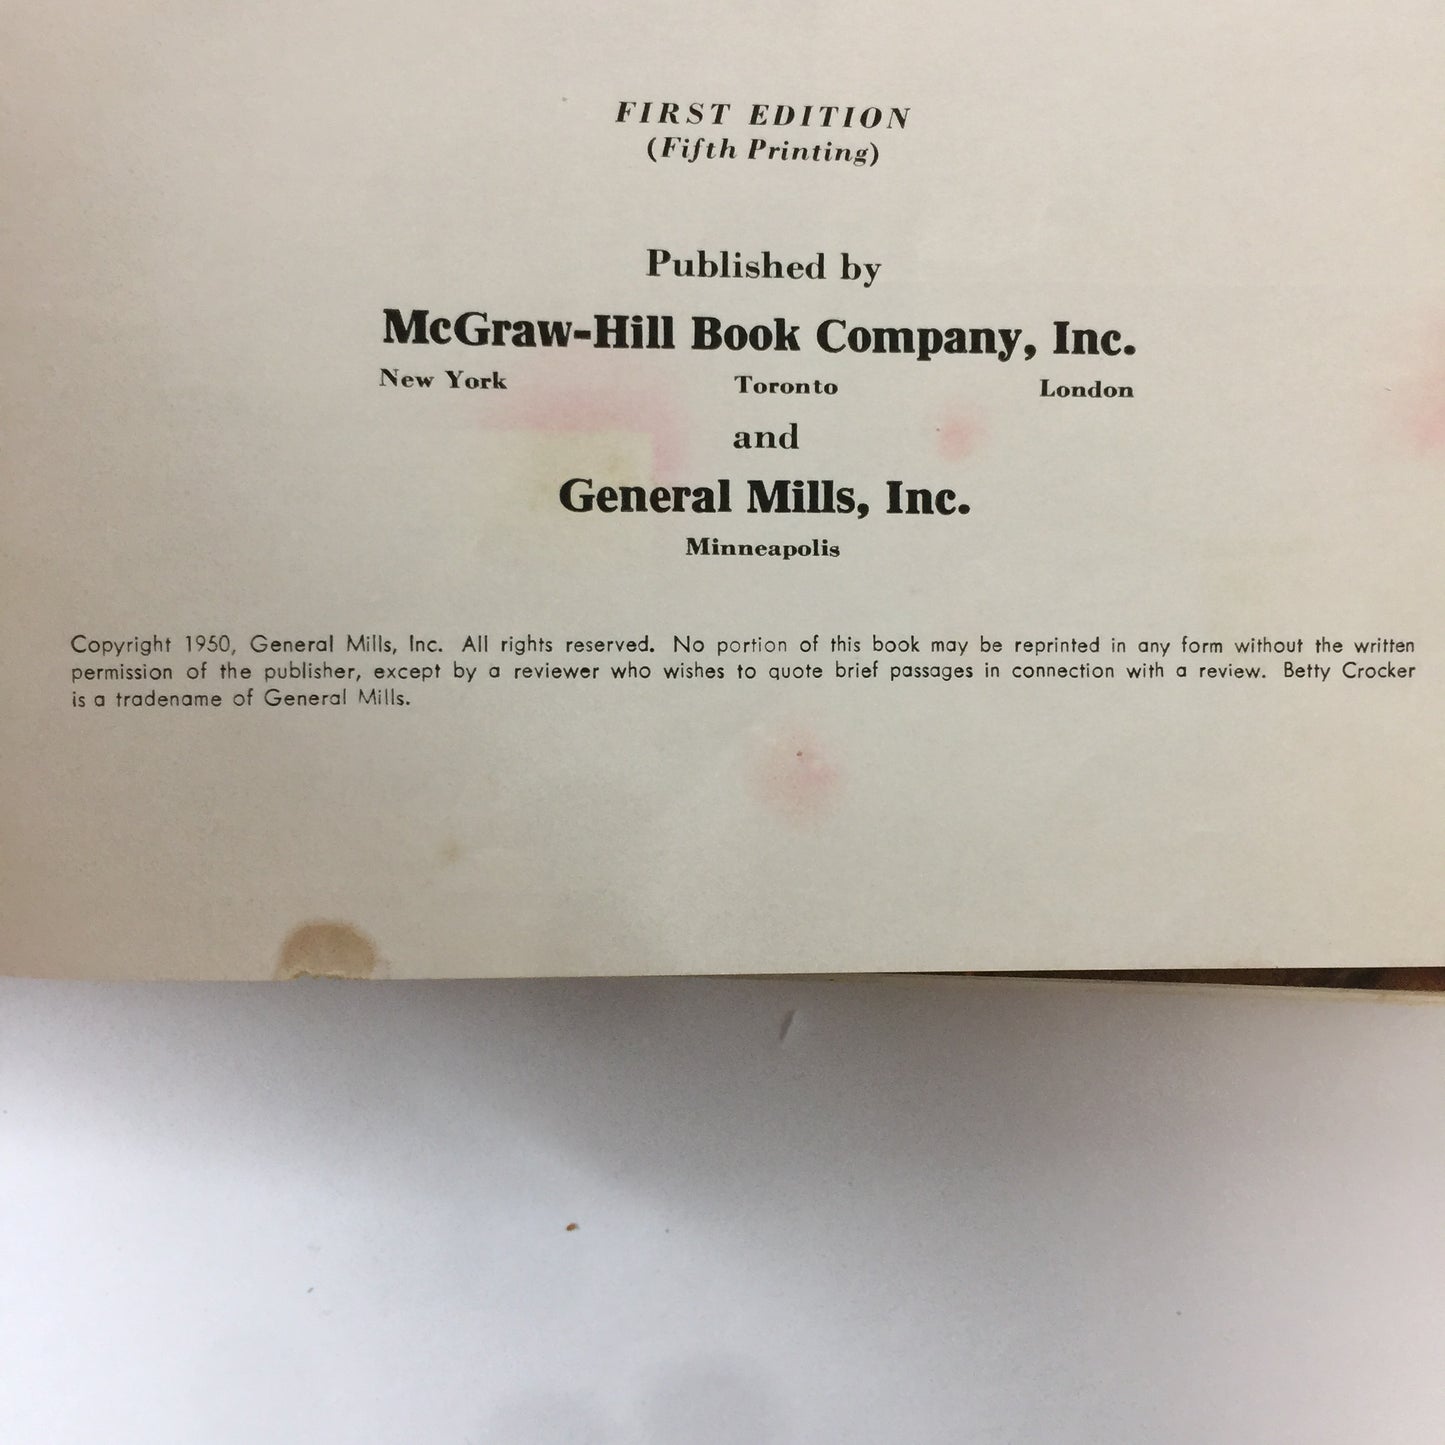 FIRST EDITION
(Fifth Printing)
Published by
McGraw-Hill Book Company, Inc.
New York Toronto London
and
General Mills, Inc.
Minneapolis
Copyright 1950, General Mills, Inc. All rights reserved. No portion of this book may be reprinted in any form without the written
permission of the publisher, except by a reviewer who wishes to quote brief passages in connection with a review. Betty Crocker
is a tradename of General Mills.